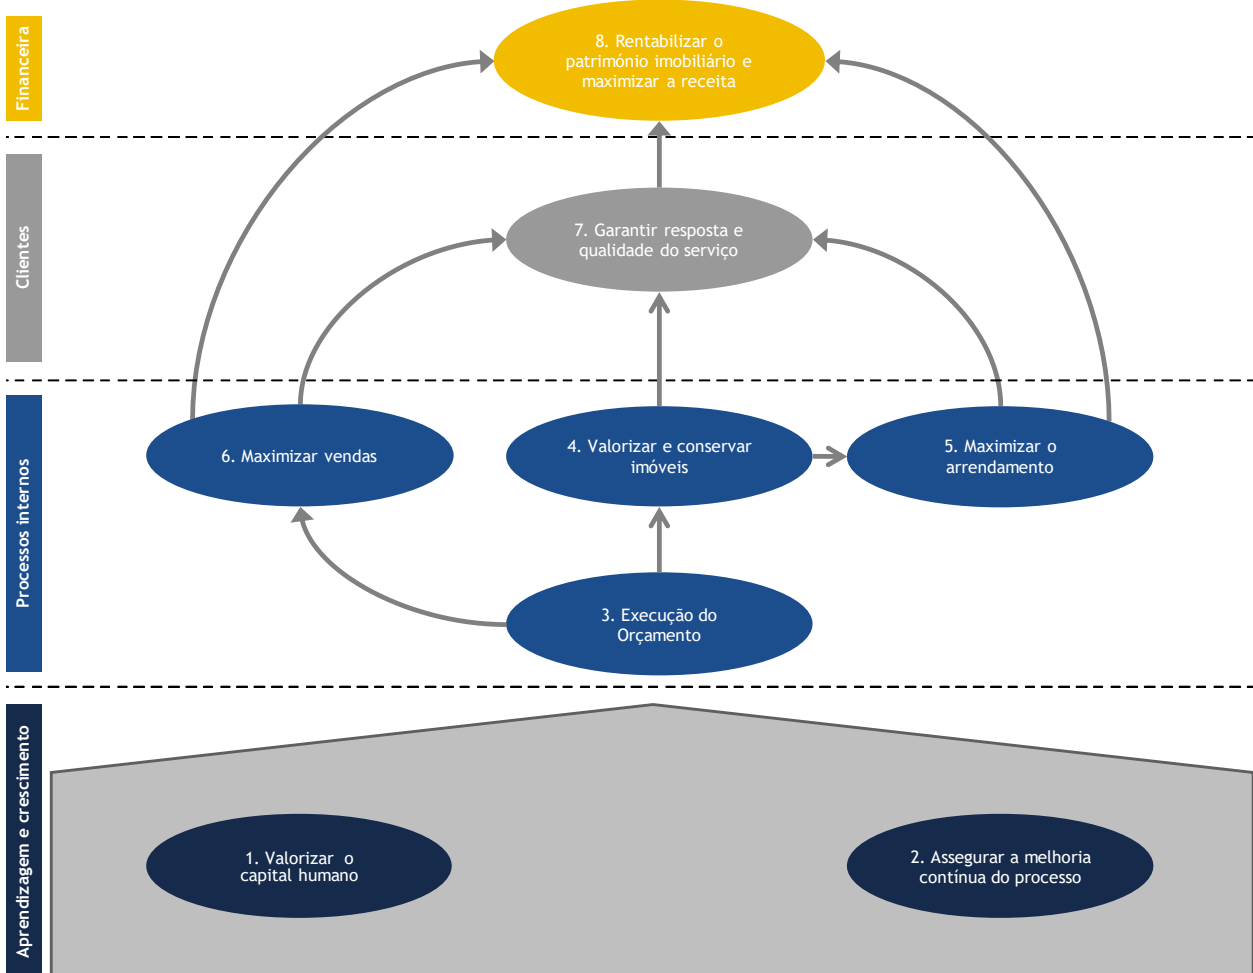 Financeira
8. Rentabilizar o
património imobiliário e
maximizar a receita
Clientes
7. Garantir resposta e
qualidade do serviço
Processos internos
6. Maximizar vendas
4. Valorizar e conservar
imóveis
5. Maximizar o
arrendamento
3. Execução do
Orçamento
Aprendizagem e crescimento
1. Valorizar o
capital humano
2. Assegurar a melhoria
contínua do processo